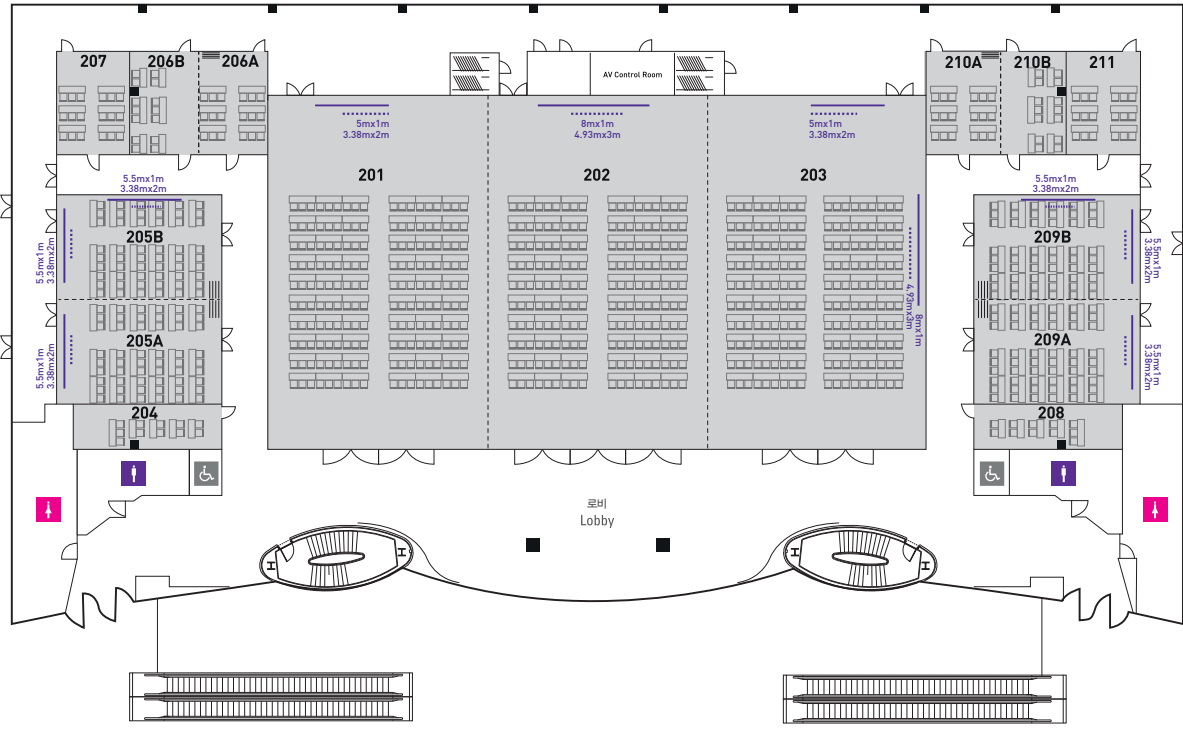 207
206B
206A
AV Control Room
210A
210B
211
5mx1m
3.38mx2m
8mx1m
4.93mx3m
5mx1m
3.38mx2m
201
202
203
5.5mx1m
3.38mx2m
5.5mx1m
3.38mx2m
205B
5.5mx1m
3.38mx2m
205A
5.5mx1m
3.38mx2m
204
4.93mx3m
8mx1m
209B
5.5mx1m
3.38mx2m
209A
5.5mx1m
3.38mx2m
208
로비
Lobby
H
H
H
H